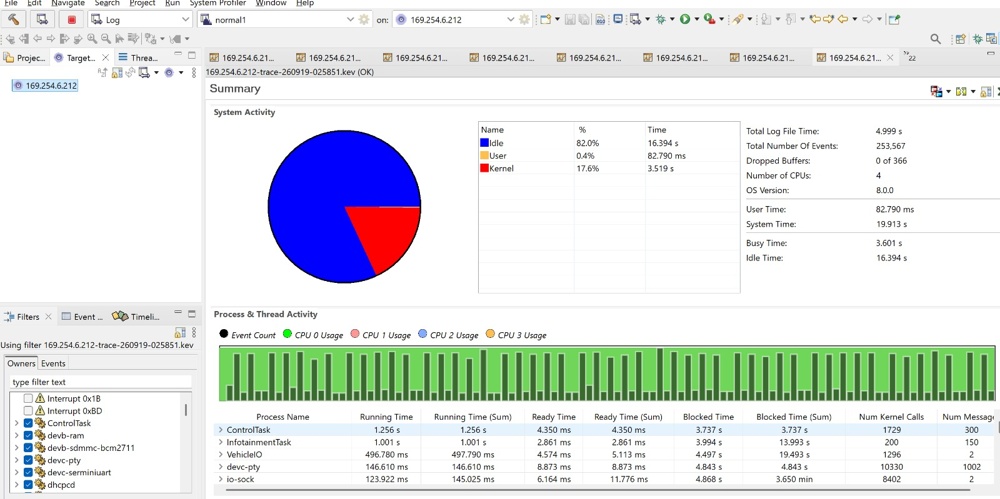 File Edit Navigate Search Project Run System Profiler Window Help
Log normal1 on: 169.254.6.212
Projec... Target... Threa...
169.254.6.21... 169.254.6.21... 169.254.6.21... 169.254.6.21... 169.254.6.21... 169.254.6.21... 169.254.6.21... 169.254.6.21... 22
169.254.6.212-trace-260919-025851.kev (OK)
169.254.6.212
Summary
System Activity
Name % Time
Idle 82.0% 16.394 s
User 0.4% 82.790 ms
Kernel 17.6% 3.519 s
Total Log File Time: 4.999 s
Total Number Of Events: 253,567
Dropped Buffers: 0 of 366
Number of CPUs: 4
OS Version: 8.0.0
User Time: 82.790 ms
System Time: 19.913 s
Busy Time: 3.601 s
Idle Time: 16.394 s
Filters Event ... Timeli...
Using filter 169.254.6.212-trace-260919-025851.kev
Owners Events
type filter text
Interrupt 0x1B
Interrupt 0xBD
ControlTask
devb-ram
devb-sdmmc-bcm2711
devc-pty
devc-serminiuart
dhcpcd
Process & Thread Activity
Event Count CPU 0 Usage CPU 1 Usage CPU 2 Usage CPU 3 Usage
Process Name Running Time Running Time (Sum) Ready Time Ready Time (Sum) Blocked Time Blocked Time (Sum) Num Kernel Calls Num Message
ControlTask 1.256 s 1.256 s 4.350 ms 4.350 ms 3.737 s 3.737 s 1729 300
InfotainmentTask 1.001 s 1.001 s 2.861 ms 2.861 ms 3.994 s 13.993 s 200 150
VehicleIO 496.780 ms 497.790 ms 4.574 ms 5.113 ms 4.497 s 19.493 s 1296 2
devc-pty 146.610 ms 146.610 ms 8.873 ms 8.873 ms 4.843 s 4.843 s 10330 1002
io-sock 123.922 ms 145.025 ms 6.164 ms 11.776 ms 4.868 s 3.650 min 8402 2